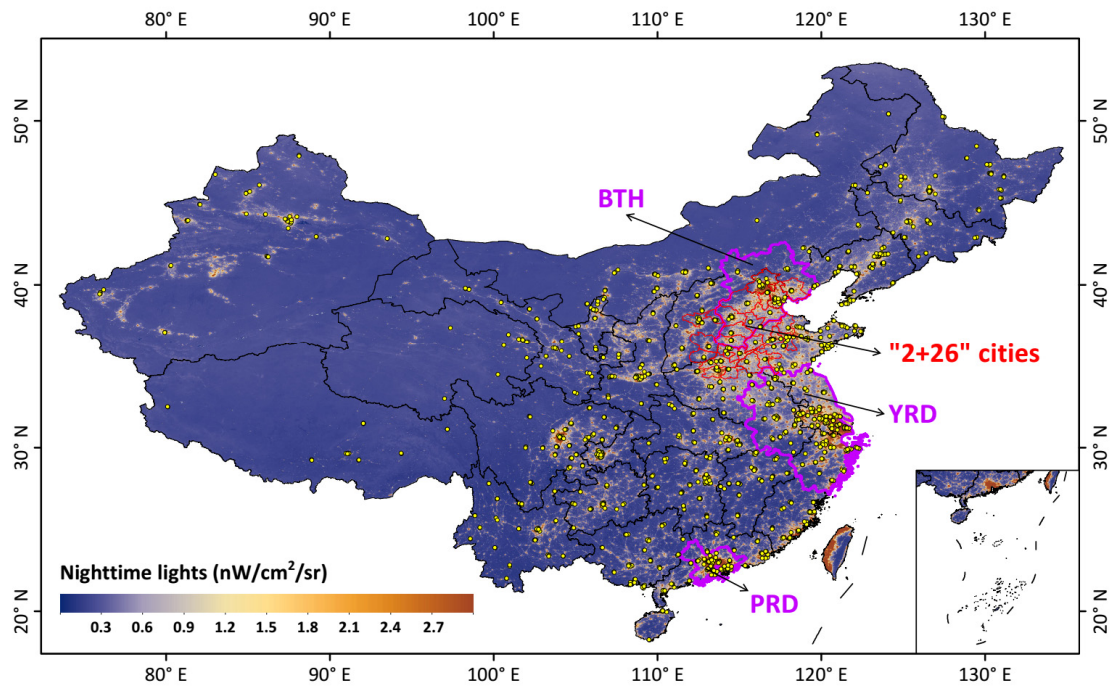 80° E 90° E 100° E 110° E 120° E 130° E
50° N 50° N
BTH
40° N 40° N
"2+26" cities
YRD
30° N 30° N
Nighttime lights (nW/cm²/sr)
PRD
20° N 20° N
0.3 0.6 0.9 1.2 1.5 1.8 2.1 2.4 2.7
80° E 90° E 100° E 110° E 120° E 130° E